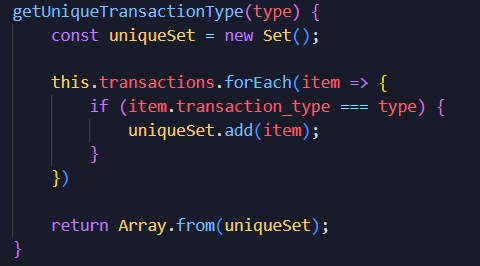 getUniqueTransactionType(type) {
    const uniqueSet = new Set();

    this.transactions.forEach(item => {
        if (item.transaction_type === type) {
            uniqueSet.add(item);
        }
    })

    return Array.from(uniqueSet);
}